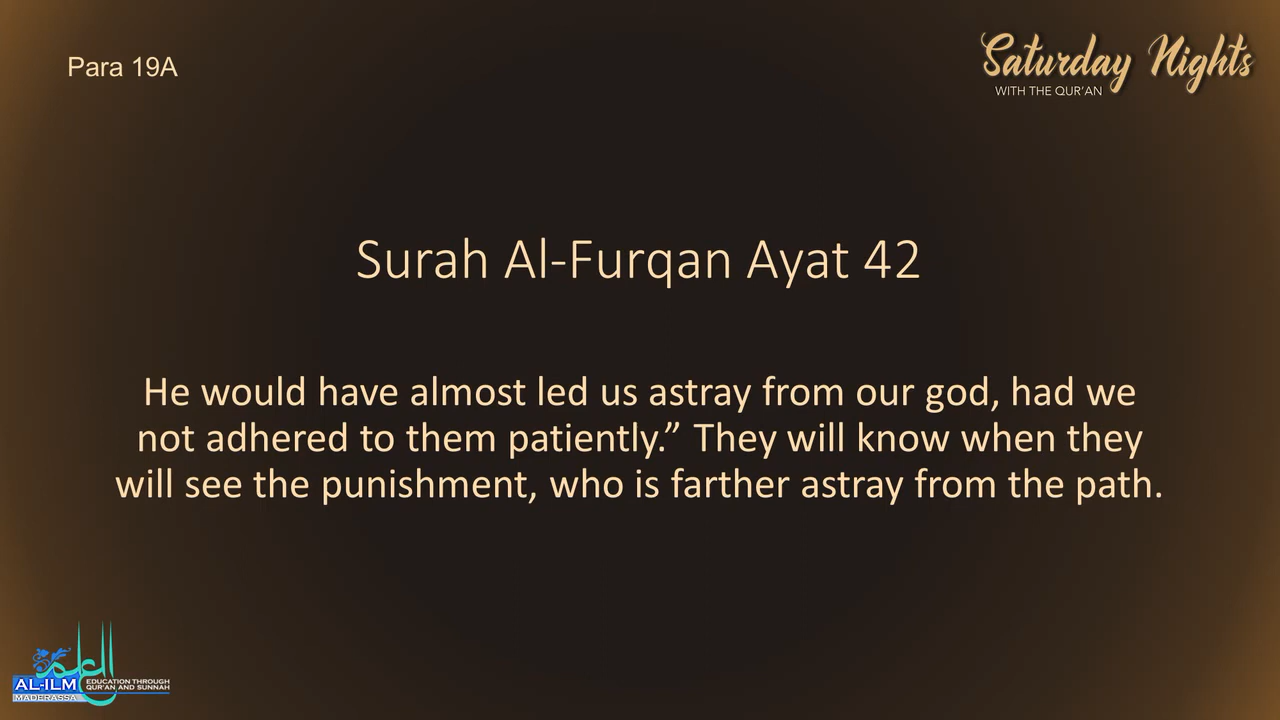 Para 19A
Saturday Nights
WITH THE QUR'AN
Surah Al-Furqan Ayat 42
He would have almost led us astray from our god, had we
not adhered to them patiently.” They will know when they
will see the punishment, who is farther astray from the path.
العلم
AL-ILM
MADERASSA
EDUCATION THROUGH
QUR'AN AND SUNNAH